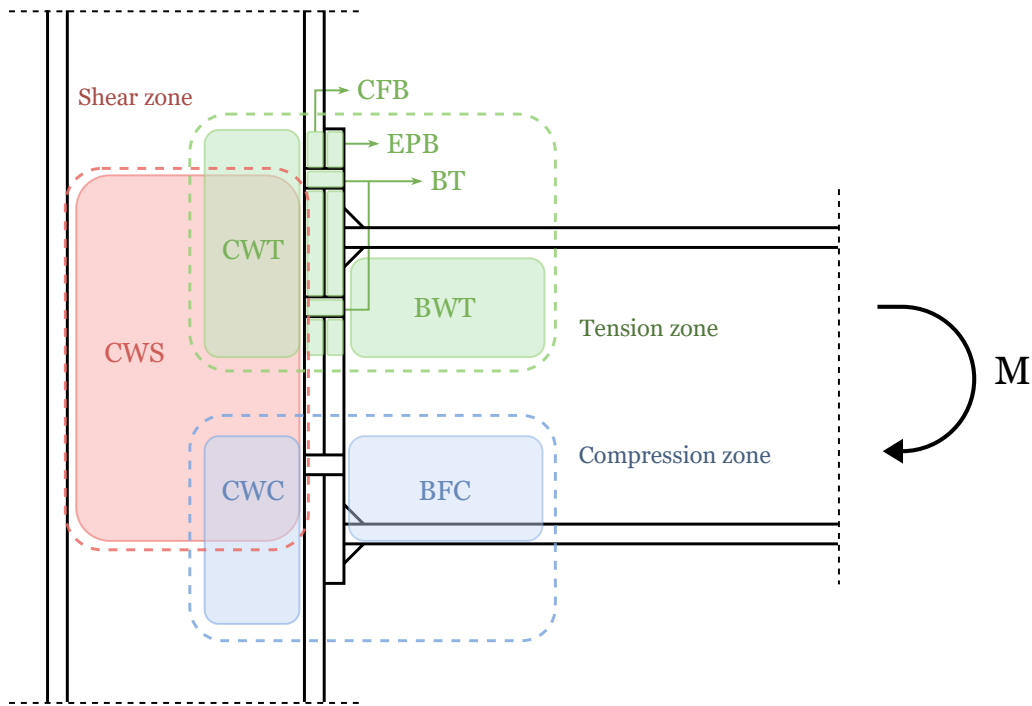 CFB
Shear zone
EPB
BT
CWT
BWT
Tension zone
CWS
M
Compression zone
CWC
BFC